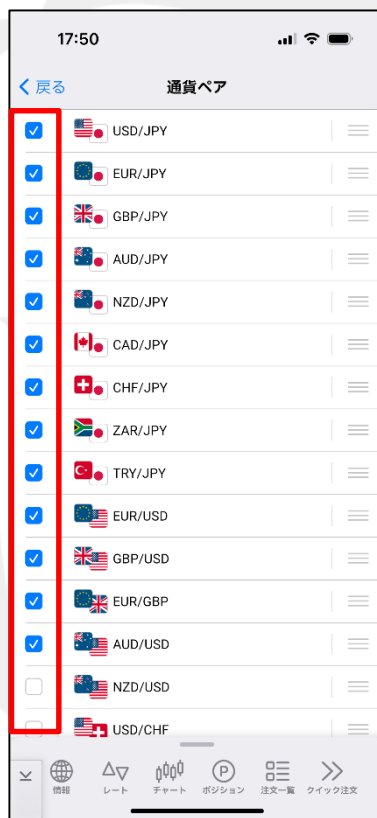 17:50
戻る 通貨ペア
USD/JPY
EUR/JPY
GBP/JPY
AUD/JPY
NZD/JPY
CAD/JPY
CHF/JPY
ZAR/JPY
TRY/JPY
EUR/USD
GBP/USD
EUR/GBP
AUD/USD
NZD/USD
USD/CHF
情報 レート チャート ポジション 注文一覧 クイック注文